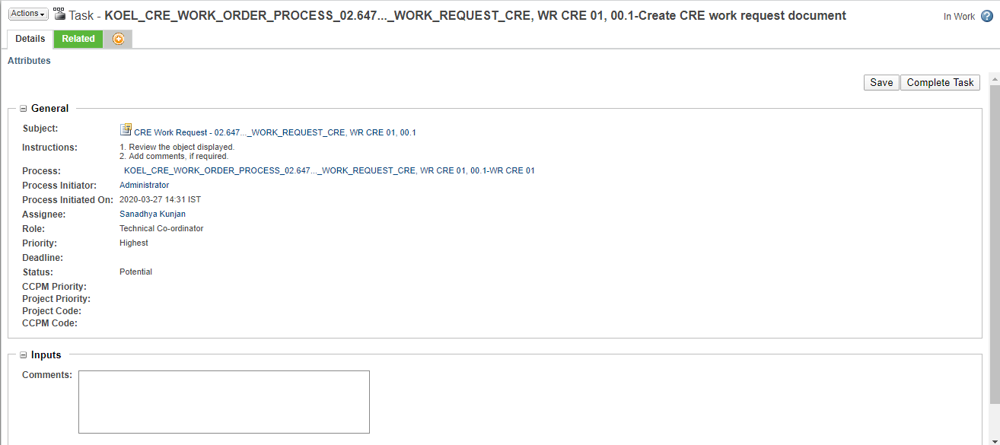 Actions
Task - KOEL_CRE_WORK_ORDER_PROCESS_02.647..._WORK_REQUEST_CRE, WR CRE 01, 00.1-Create CRE work request document
In Work
Details
Related
Attributes
Save
Complete Task
General
Subject: CRE Work Request - 02.647..._WORK_REQUEST_CRE, WR CRE 01, 00.1
Instructions: 1. Review the object displayed.
2. Add comments, if required.
Process: KOEL_CRE_WORK_ORDER_PROCESS_02.647..._WORK_REQUEST_CRE, WR CRE 01, 00.1-WR CRE 01
Process Initiator: Administrator
Process Initiated On: 2020-03-27 14:31 IST
Assignee: Sanadhya Kunjan
Role: Technical Co-ordinator
Priority: Highest
Deadline:
Status: Potential
CCPM Priority:
Project Priority:
Project Code:
CCPM Code:
Inputs
Comments: